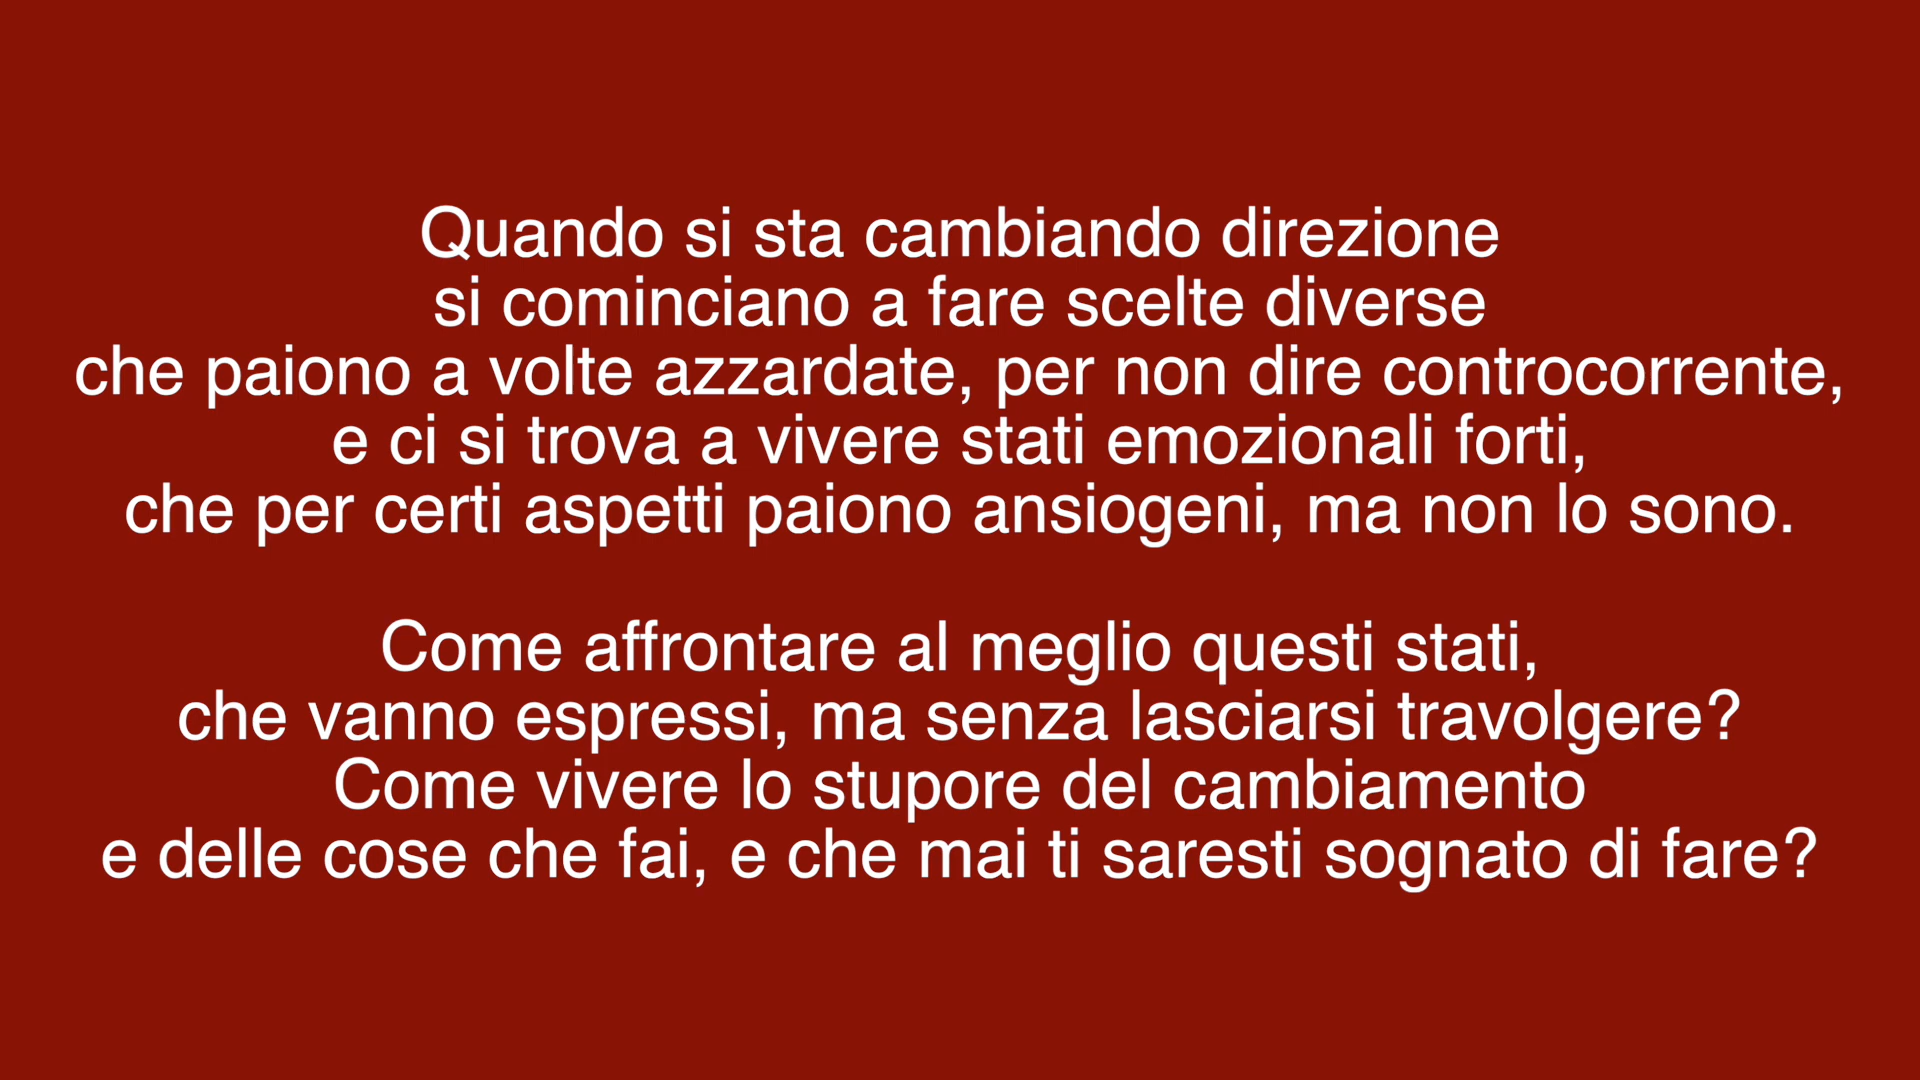 Quando si sta cambiando direzione
si cominciano a fare scelte diverse
che paiono a volte azzardate, per non dire controcorrente,
e ci si trova a vivere stati emozionali forti,
che per certi aspetti paiono ansiogeni, ma non lo sono.
Come affrontare al meglio questi stati,
che vanno espressi, ma senza lasciarsi travolgere?
Come vivere lo stupore del cambiamento
e delle cose che fai, e che mai ti saresti sognato di fare?